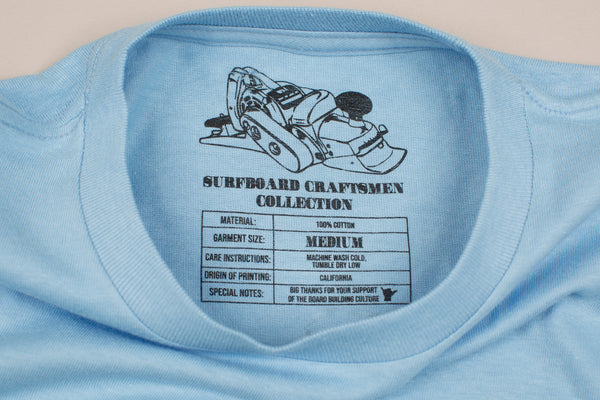 SURFBOARD CRAFTSMEN
COLLECTION
MATERIAL: 100% COTTON
GARMENT SIZE: MEDIUM
CARE INSTRUCTIONS: MACHINE WASH COLD.
TUMBLE DRY LOW
ORIGIN OF PRINTING: CALIFORNIA
SPECIAL NOTES: BIG THANKS FOR YOUR SUPPORT
OF THE BOARD BUILDING CULTURE